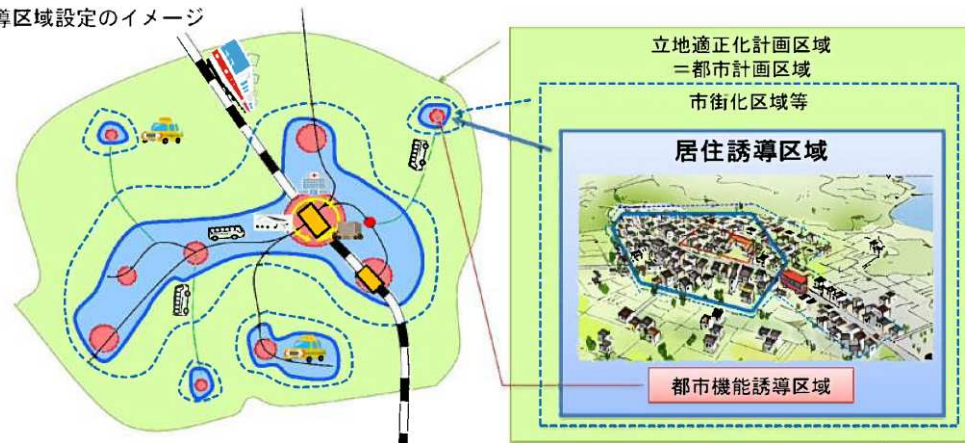 導区域設定のイメージ
立地適正化計画区域
＝都市計画区域
市街化区域等
居住誘導区域
都市機能誘導区域